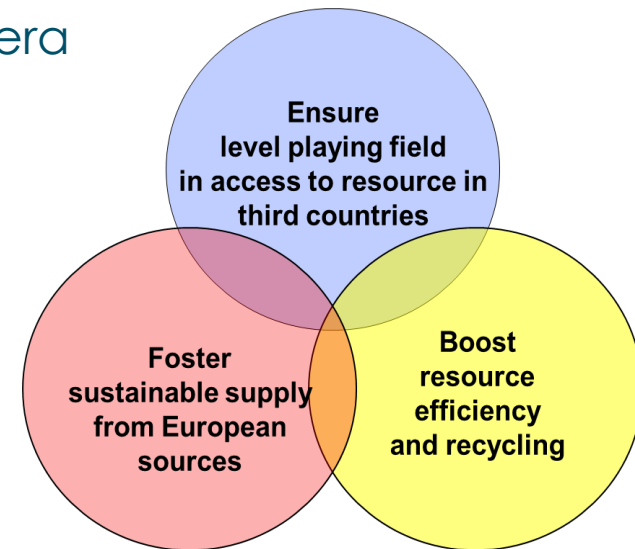 era
Ensure
level playing field
in access to resource in
third countries
Foster
sustainable supply
from European
sources
Boost
resource
efficiency
and recycling